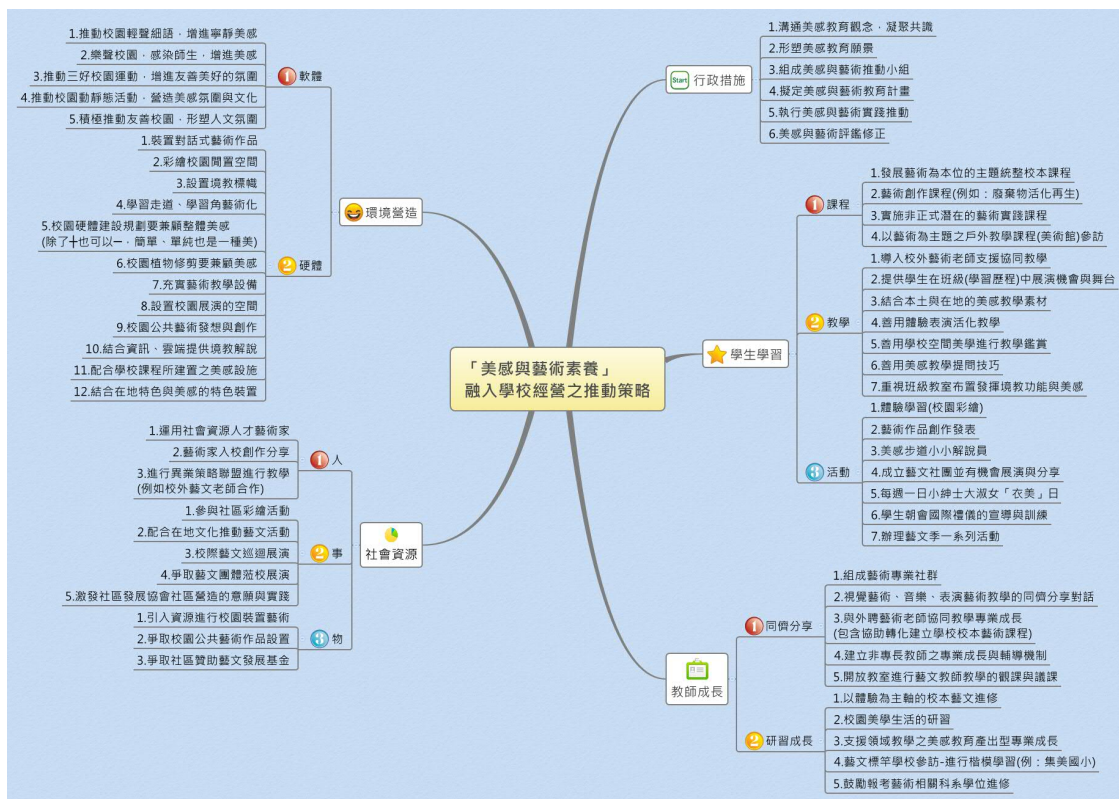 「美感與藝術素養」
融入學校經營之推動策略
行政措施
1.溝通美感教育觀念，凝聚共識
2.形塑美感教育願景
3.組成美感與藝術推動小組
4.擬定美感與藝術教育計畫
5.執行美感與藝術實踐推動
6.美感與藝術評鑑修正
學生學習
1 課程
1.發展藝術為本位的主題統整校本課程
2.藝術創作課程(例如：廢棄物活化再生)
3.實施非正式潛在的藝術實踐課程
4.以藝術為主題之戶外教學課程(美術館)參訪
2 教學
1.導入校外藝術老師支援協同教學
2.提供學生在班級(學習歷程)中展演機會與舞台
3.結合本土與在地的美感教學素材
4.善用體驗表演活化教學
5.善用學校空間美學進行教學鑑賞
6.善用美感教學提問技巧
7.重視班級教室布置發揮境教功能與美感
3 活動
1.體驗學習(校園彩繪)
2.藝術作品創作發表
3.美感步道小小解說員
4.成立藝文社團並有機會展演與分享
5.每週一日小紳士大淑女「衣美」日
6.學生朝會國際禮儀的宣導與訓練
7.辦理藝文季一系列活動
教師成長
1 同儕分享
1.組成藝術專業社群
2.視覺藝術、音樂、表演藝術教學的同儕分享對話
3.與外聘藝術老師協同教學專業成長
(包含協助轉化建立學校校本藝術課程)
4.建立非專長教師之專業成長與輔導機制
5.開放教室進行藝文教師教學的觀課與議課
2 研習成長
1.以體驗為主軸的校本藝文進修
2.校園美學生活的研習
3.支援領域教學之美感教育產出型專業成長
4.藝文標竿學校參訪-進行楷模學習(例：集美國小)
5.鼓勵報考藝術相關科系學位進修
環境營造
1 軟體
1.推動校園輕聲細語，增進寧靜美感
2.樂聲校園，感染師生，增進美感
3.推動三好校園運動，增進友善美好的氛圍
4.推動校園動靜態活動，營造美感氛圍與文化
5.積極推動友善校園，形塑人文氛圍
2 硬體
1.裝置對話式藝術作品
2.彩繪校園閒置空間
3.設置境教標幟
4.學習走道、學習角藝術化
5.校園硬體建設規劃要兼顧整體美感
(除了╋也可以━，簡單、單純也是一種美)
6.校園植物修剪要兼顧美感
7.充實藝術教學設備
8.設置校園展演的空間
9.校園公共藝術發想與創作
10.結合資訊、雲端提供境教解說
11.配合學校課程所建置之美感設施
12.結合在地特色與美感的特色裝置
社會資源
1 人
1.運用社會資源人才藝術家
2.藝術家入校創作分享
3.進行異業策略聯盟進行教學
(例如校外藝文老師合作)
2 事
1.參與社區彩繪活動
2.配合在地文化推動藝文活動
3.校際藝文巡迴展演
4.爭取藝文團體蒞校展演
5.激發社區發展協會社區營造的意願與實踐
3 物
1.引入資源進行校園裝置藝術
2.爭取校園公共藝術作品設置
3.爭取社區贊助藝文發展基金
Start